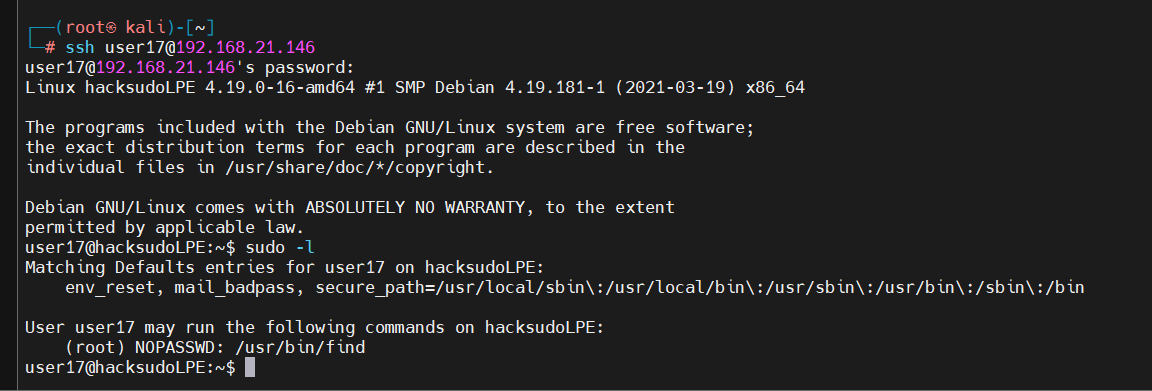 ┌──(root㉿ kali)-[~]
└─# ssh user17@192.168.21.146
user17@192.168.21.146's password:
Linux hacksudoLPE 4.19.0-16-amd64 #1 SMP Debian 4.19.181-1 (2021-03-19) x86_64

The programs included with the Debian GNU/Linux system are free software;
the exact distribution terms for each program are described in the
individual files in /usr/share/doc/*/copyright.

Debian GNU/Linux comes with ABSOLUTELY NO WARRANTY, to the extent
permitted by applicable law.
user17@hacksudoLPE:~$ sudo -l
Matching Defaults entries for user17 on hacksudoLPE:
    env_reset, mail_badpass, secure_path=/usr/local/sbin\:/usr/local/bin\:/usr/sbin\:/usr/bin\:/sbin\:/bin

User user17 may run the following commands on hacksudoLPE:
    (root) NOPASSWD: /usr/bin/find
user17@hacksudoLPE:~$